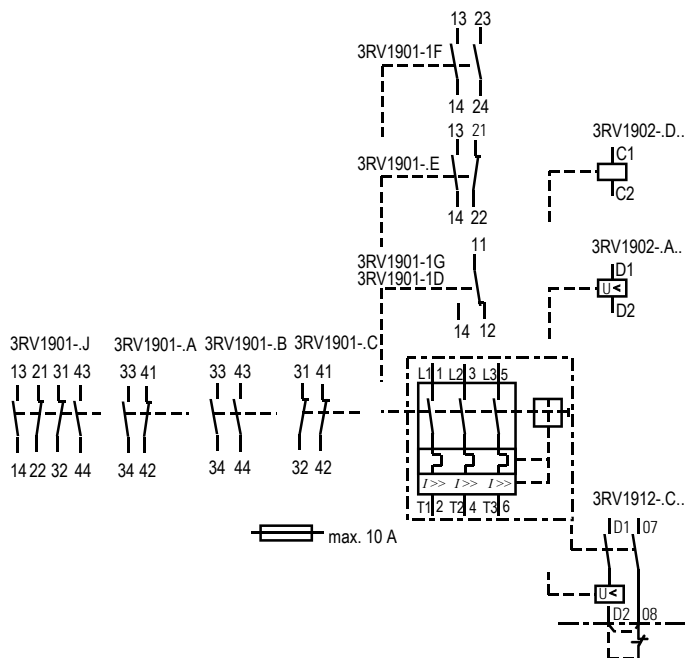 13 23
3RV1901-1F
14 24
13 21
3RV1901-.E
14 22
3RV1902-.D..
C1
C2
11
3RV1901-1G
3RV1901-1D
14 12
3RV1902-.A..
D1
U<
D2
3RV1901-.J
13 21 31 43
14 22 32 44
3RV1901-.A
33 41
34 42
3RV1901-.B
33 43
34 44
3RV1901-.C
31 41
32 42
L1 1 L2 3 L3 5
I>> I>> I>>
T1 2 T2 4 T3 6
max. 10 A
3RV1912-.C..
D1 07
U<
D2 08